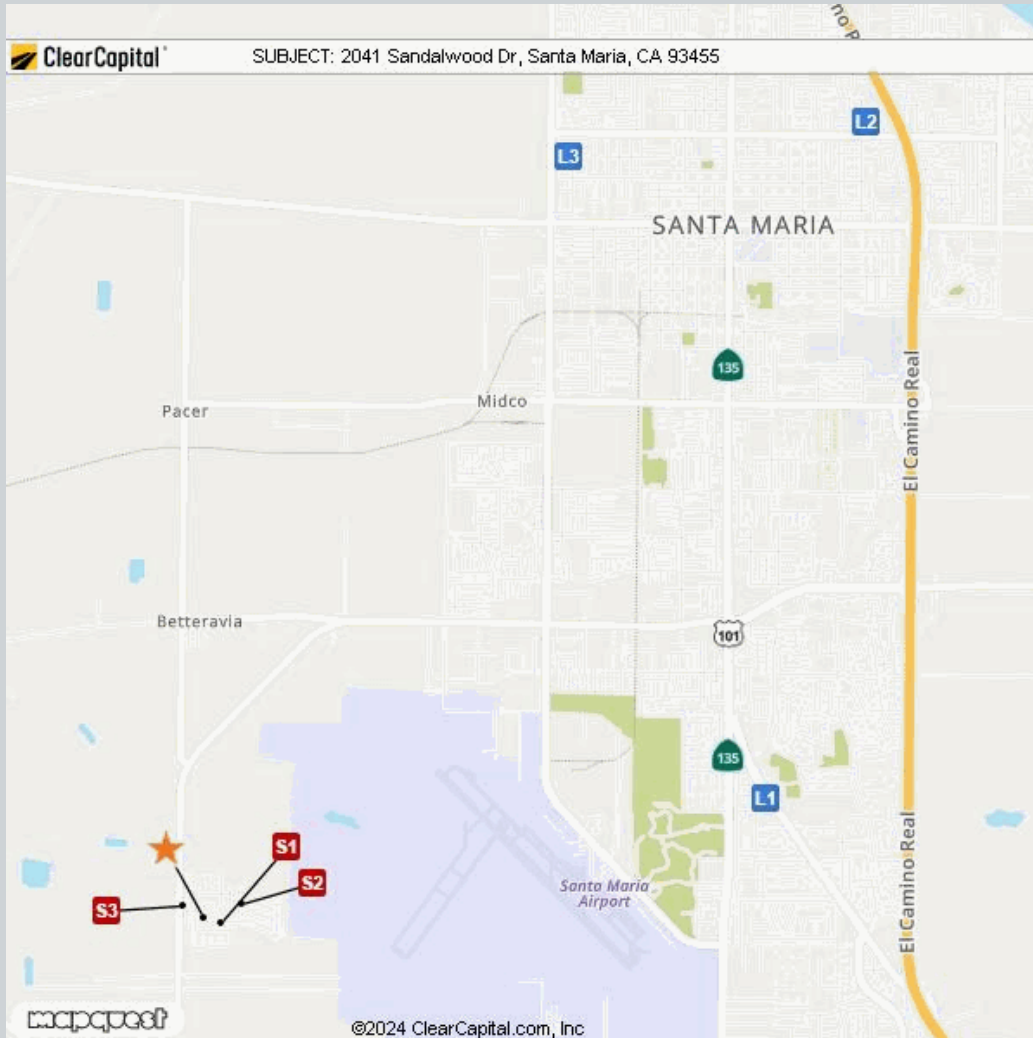 no R
ClearCapital
SUBJECT: 2041 Sandalwood Dr, Santa Maria, CA 93455
L2
L3
SANTA MARIA
135
El Camino Real
Midco
Pacer
Betteravia
101
135
L1
S1
S2
S3
Santa Maria
Airport
El Camino Real
mapquest
©2024 ClearCapital.com, Inc